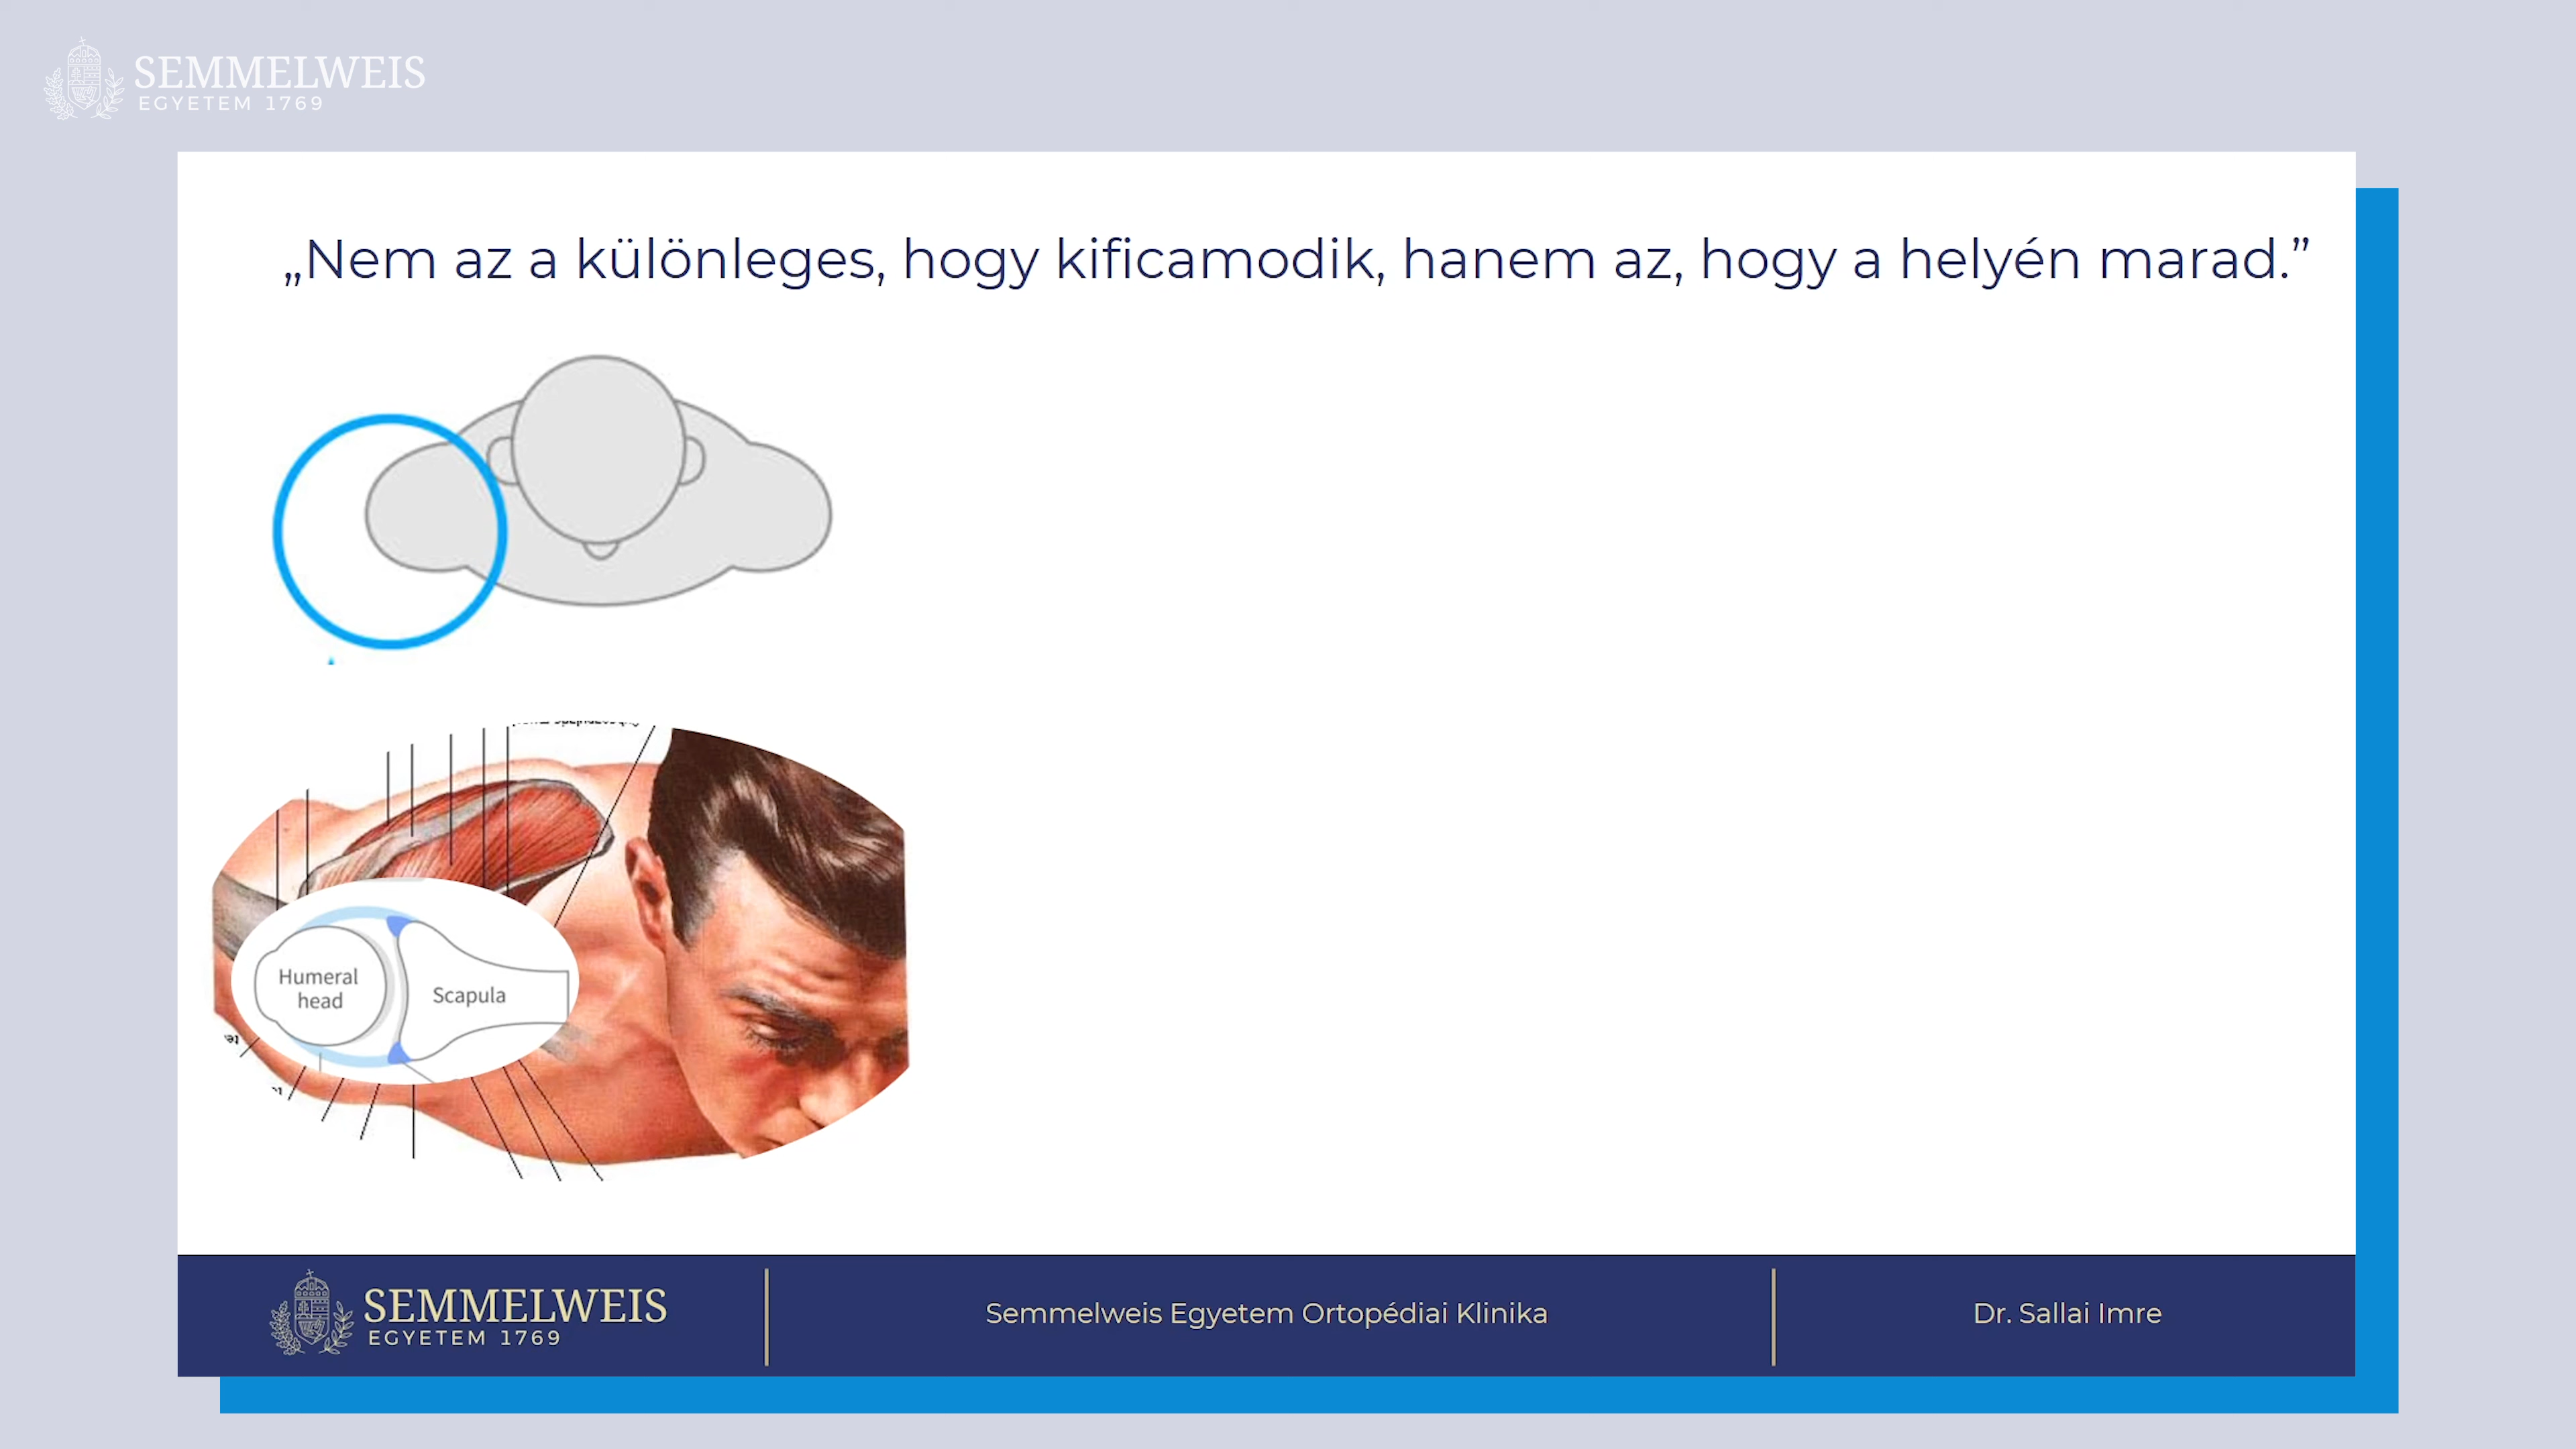 SEMMELWEIS
EGYETEM 1769
„Nem az a különleges, hogy kificamodik, hanem az, hogy a helyén marad.”
Humeral
head
Scapula
SEMMELWEIS
EGYETEM 1769
Semmelweis Egyetem Ortopédiai Klinika
Dr. Sallai Imre